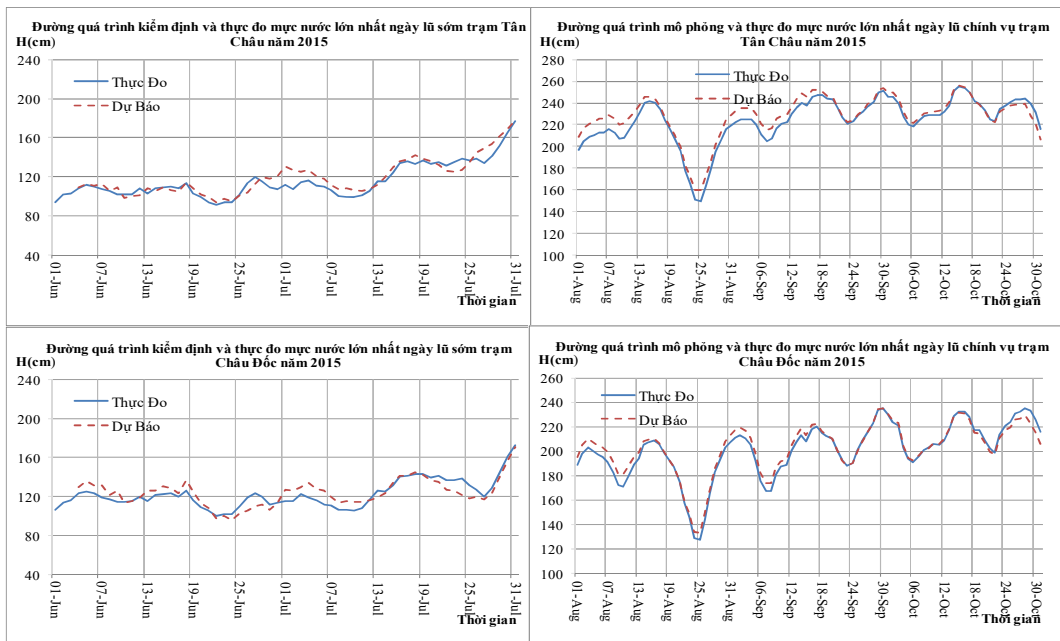 Đường quá trình kiểm định và thực đo mực nước lớn nhất ngày lũ sớm trạm Tân
Châu năm 2015
H(cm)
240
200
160
120
80
40
Thực Đo
Dự Báo
01-Jun
07-Jun
13-Jun
19-Jun
25-Jun
01-Jul
07-Jul
13-Jul
19-Jul
25-Jul
31-Jul
Thời gian
Đường quá trình mô phỏng và thực đo mực nước lớn nhất ngày lũ chính vụ trạm
Tân Châu năm 2015
H(cm)
280
260
240
220
200
180
160
140
120
100
Thực Đo
Dự Báo
01-Aug
07-Aug
13-Aug
19-Aug
25-Aug
31-Aug
06-Sep
12-Sep
18-Sep
24-Sep
30-Sep
06-Oct
12-Oct
18-Oct
24-Oct
30-Oct
Thời gian
Đường quá trình kiểm định và thực đo mực nước lớn nhất ngày lũ sớm trạm
Châu Đốc năm 2015
H(cm)
240
200
160
120
80
40
Thực Đo
Dự Báo
01-Jun
07-Jun
13-Jun
19-Jun
25-Jun
01-Jul
07-Jul
13-Jul
19-Jul
25-Jul
31-Jul
Thời gian
Đường quá trình mô phỏng và thực đo mực nước lớn nhất ngày lũ chính vụ trạm
Châu Đốc năm 2015
H(cm)
260
240
220
200
180
160
140
120
100
Thực Đo
Dự Báo
01-Aug
07-Aug
13-Aug
19-Aug
25-Aug
31-Aug
06-Sep
12-Sep
18-Sep
24-Sep
30-Sep
06-Oct
12-Oct
18-Oct
24-Oct
30-Oct
Thời gian